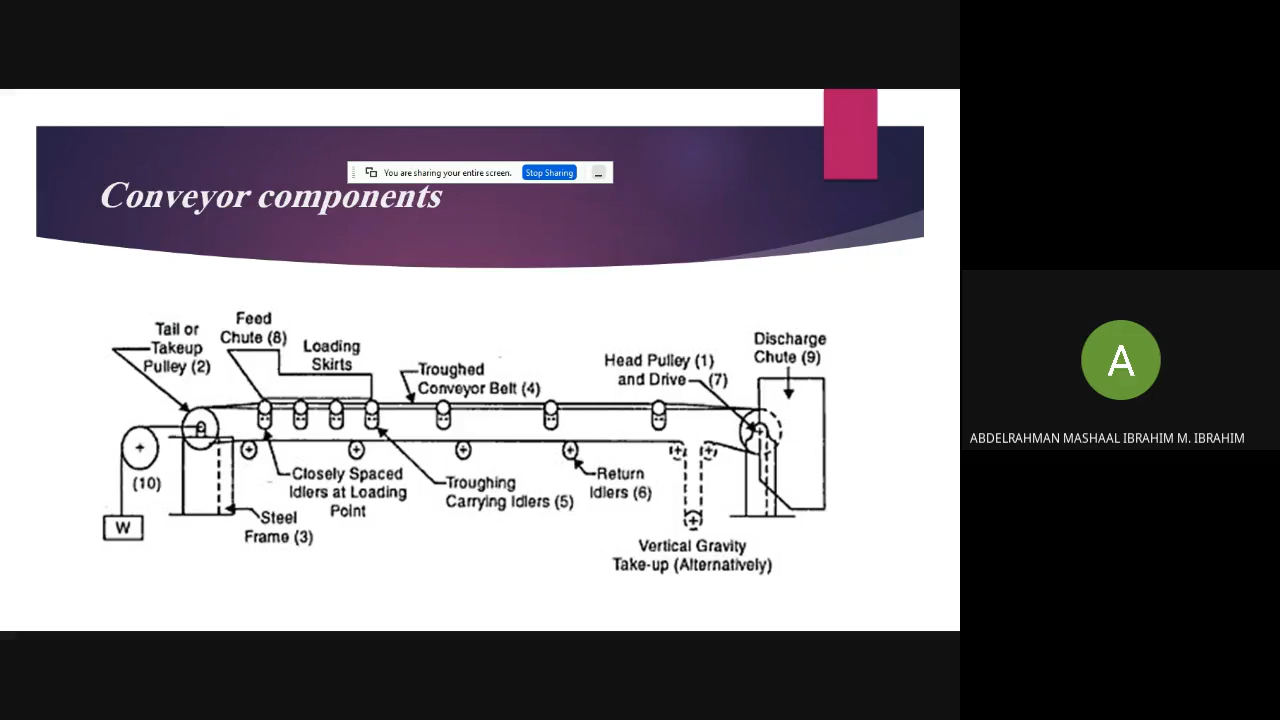 You are sharing your entire screen.
Stop Sharing
Conveyor components
Tail or
Takeup
Pulley (2)
Feed
Chute (8)
Loading
Skirts
Troughed
Conveyor Belt (4)
Head Pulley (1)
and Drive (7)
Discharge
Chute (9)
(10)
W
Steel
Frame (3)
Closely Spaced
Idlers at Loading
Point
Troughing
Carrying Idlers (5)
Return
Idlers (6)
Vertical Gravity
Take-up (Alternatively)
A
ABDELRAHMAN MASHAAL IBRAHIM M. IBRAHIM